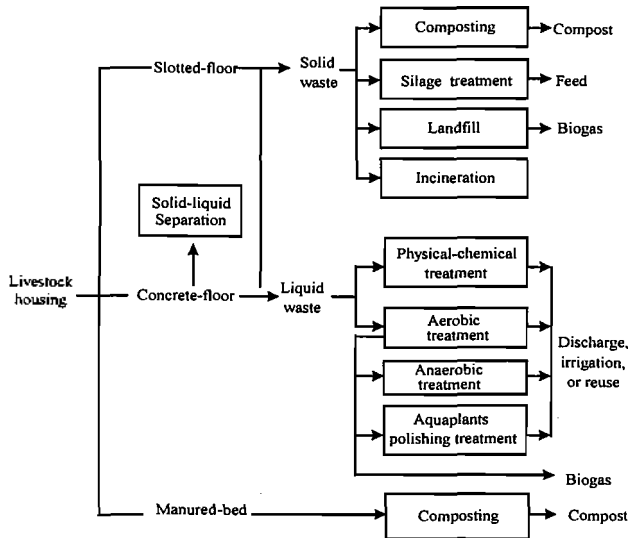 Composting
Compost
Slotted-floor
Solid
waste
Silage treatment
Feed
Landfill
Biogas
Incineration
Solid-liquid
Separation
Livestock
housing
Concrete-floor
Liquid
waste
Physical-chemical
treatment
Aerobic
treatment
Anaerobic
treatment
Aquaplants
polishing treatment
Discharge,
irrigation,
or reuse
Biogas
Manured-bed
Composting
Compost